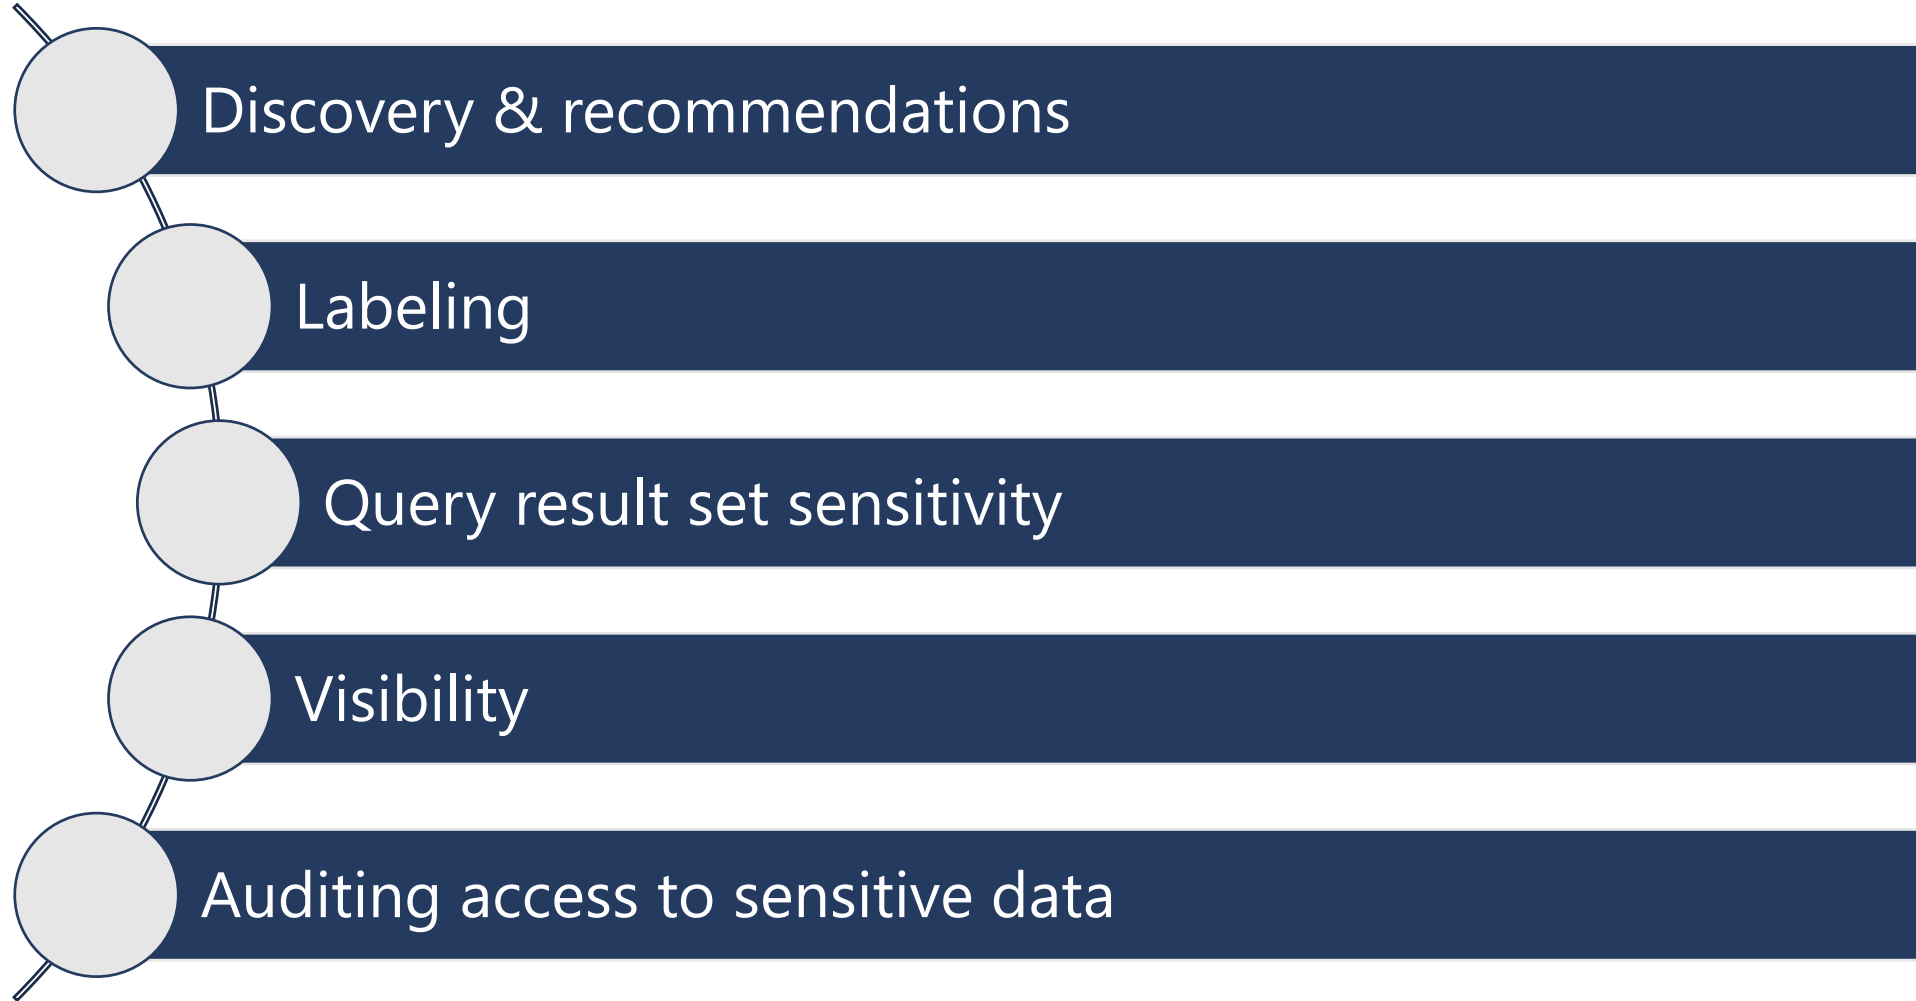 Discovery & recommendations
Labeling
Query result set sensitivity
Visibility
Auditing access to sensitive data